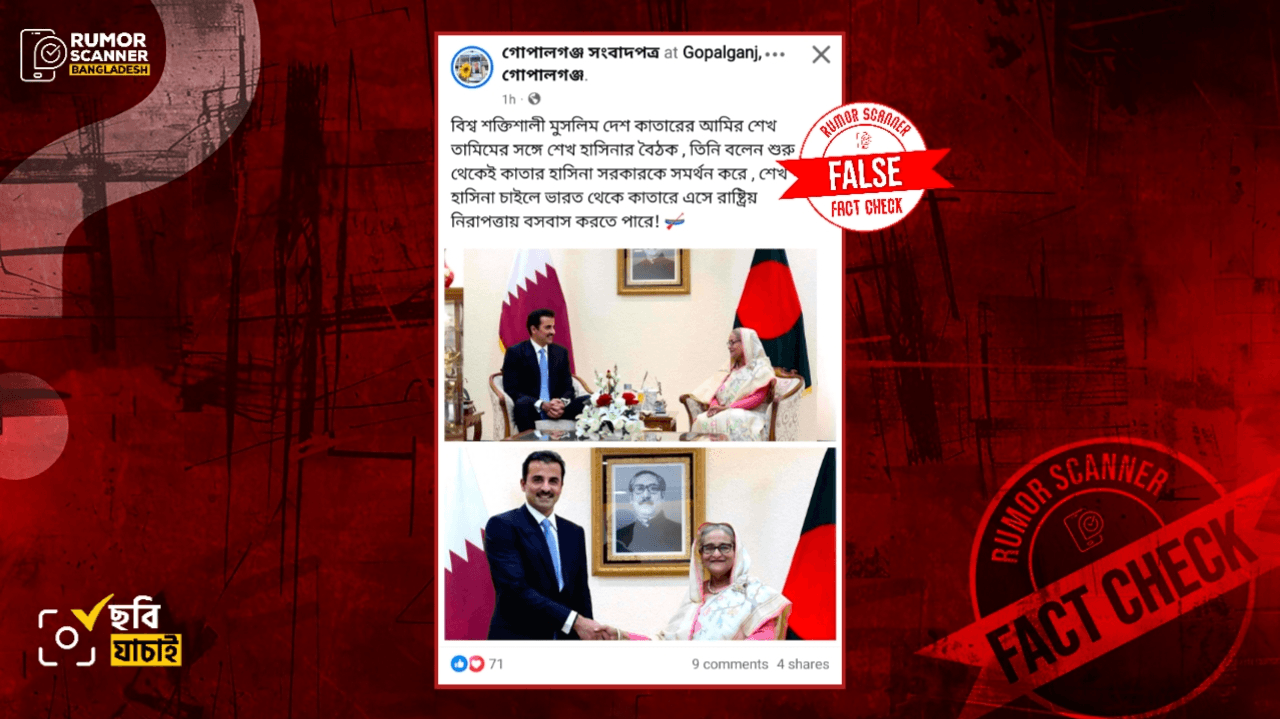 RUMOR
SCANNER
BANGLADESH
গোপালগঞ্জ সংবাদপত্র at Gopalganj,
গোপালগঞ্জ.
1h
বিশ্ব শক্তিশালী মুসলিম দেশ কাতারের আমির শেখ
তামিমের সঙ্গে শেখ হাসিনার বৈঠক , তিনি বলেন শুরু
থেকেই কাতার হাসিনা সরকারকে সমর্থন করে , শেখ
হাসিনা চাইলে ভারত থেকে কাতারে এসে রাষ্ট্রিয়
নিরাপত্তায় বসবাস করতে পারে!
RUMOR SCANNER
FALSE
FACT CHECK
71
9 comments 4 shares
ছবি
যাচাই
RUMOR SCANNER
FACT CHECK